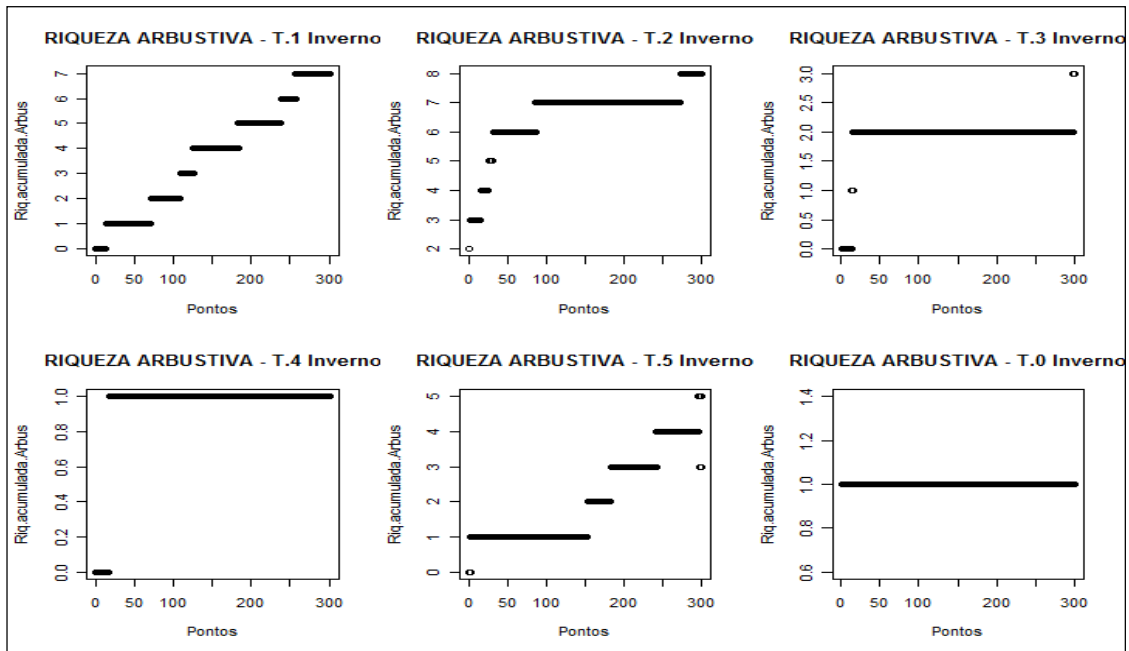 RIQUEZA ARBUSTIVA - T.1 Inverno
Riq.acumulada.Arbus
0 1 2 3 4 5 6 7
0 50 100 200 300
Pontos
RIQUEZA ARBUSTIVA - T.2 Inverno
Riq.acumulada.Arbus
2 3 4 5 6 7 8
0 50 100 200 300
Pontos
RIQUEZA ARBUSTIVA - T.3 Inverno
Riq.acumulada.Arbus
0.0 0.5 1.0 1.5 2.0 2.5 3.0
0 50 100 200 300
Pontos
RIQUEZA ARBUSTIVA - T.4 Inverno
Riq.acumulada.Arbus
0.0 0.2 0.4 0.6 0.8 1.0
0 50 100 200 300
Pontos
RIQUEZA ARBUSTIVA - T.5 Inverno
Riq.acumulada.Arbus
0 1 2 3 4 5
0 50 100 200 300
Pontos
RIQUEZA ARBUSTIVA - T.0 Inverno
Riq.acumulada.Arbus
0.6 0.8 1.0 1.2 1.4
0 50 100 200 300
Pontos